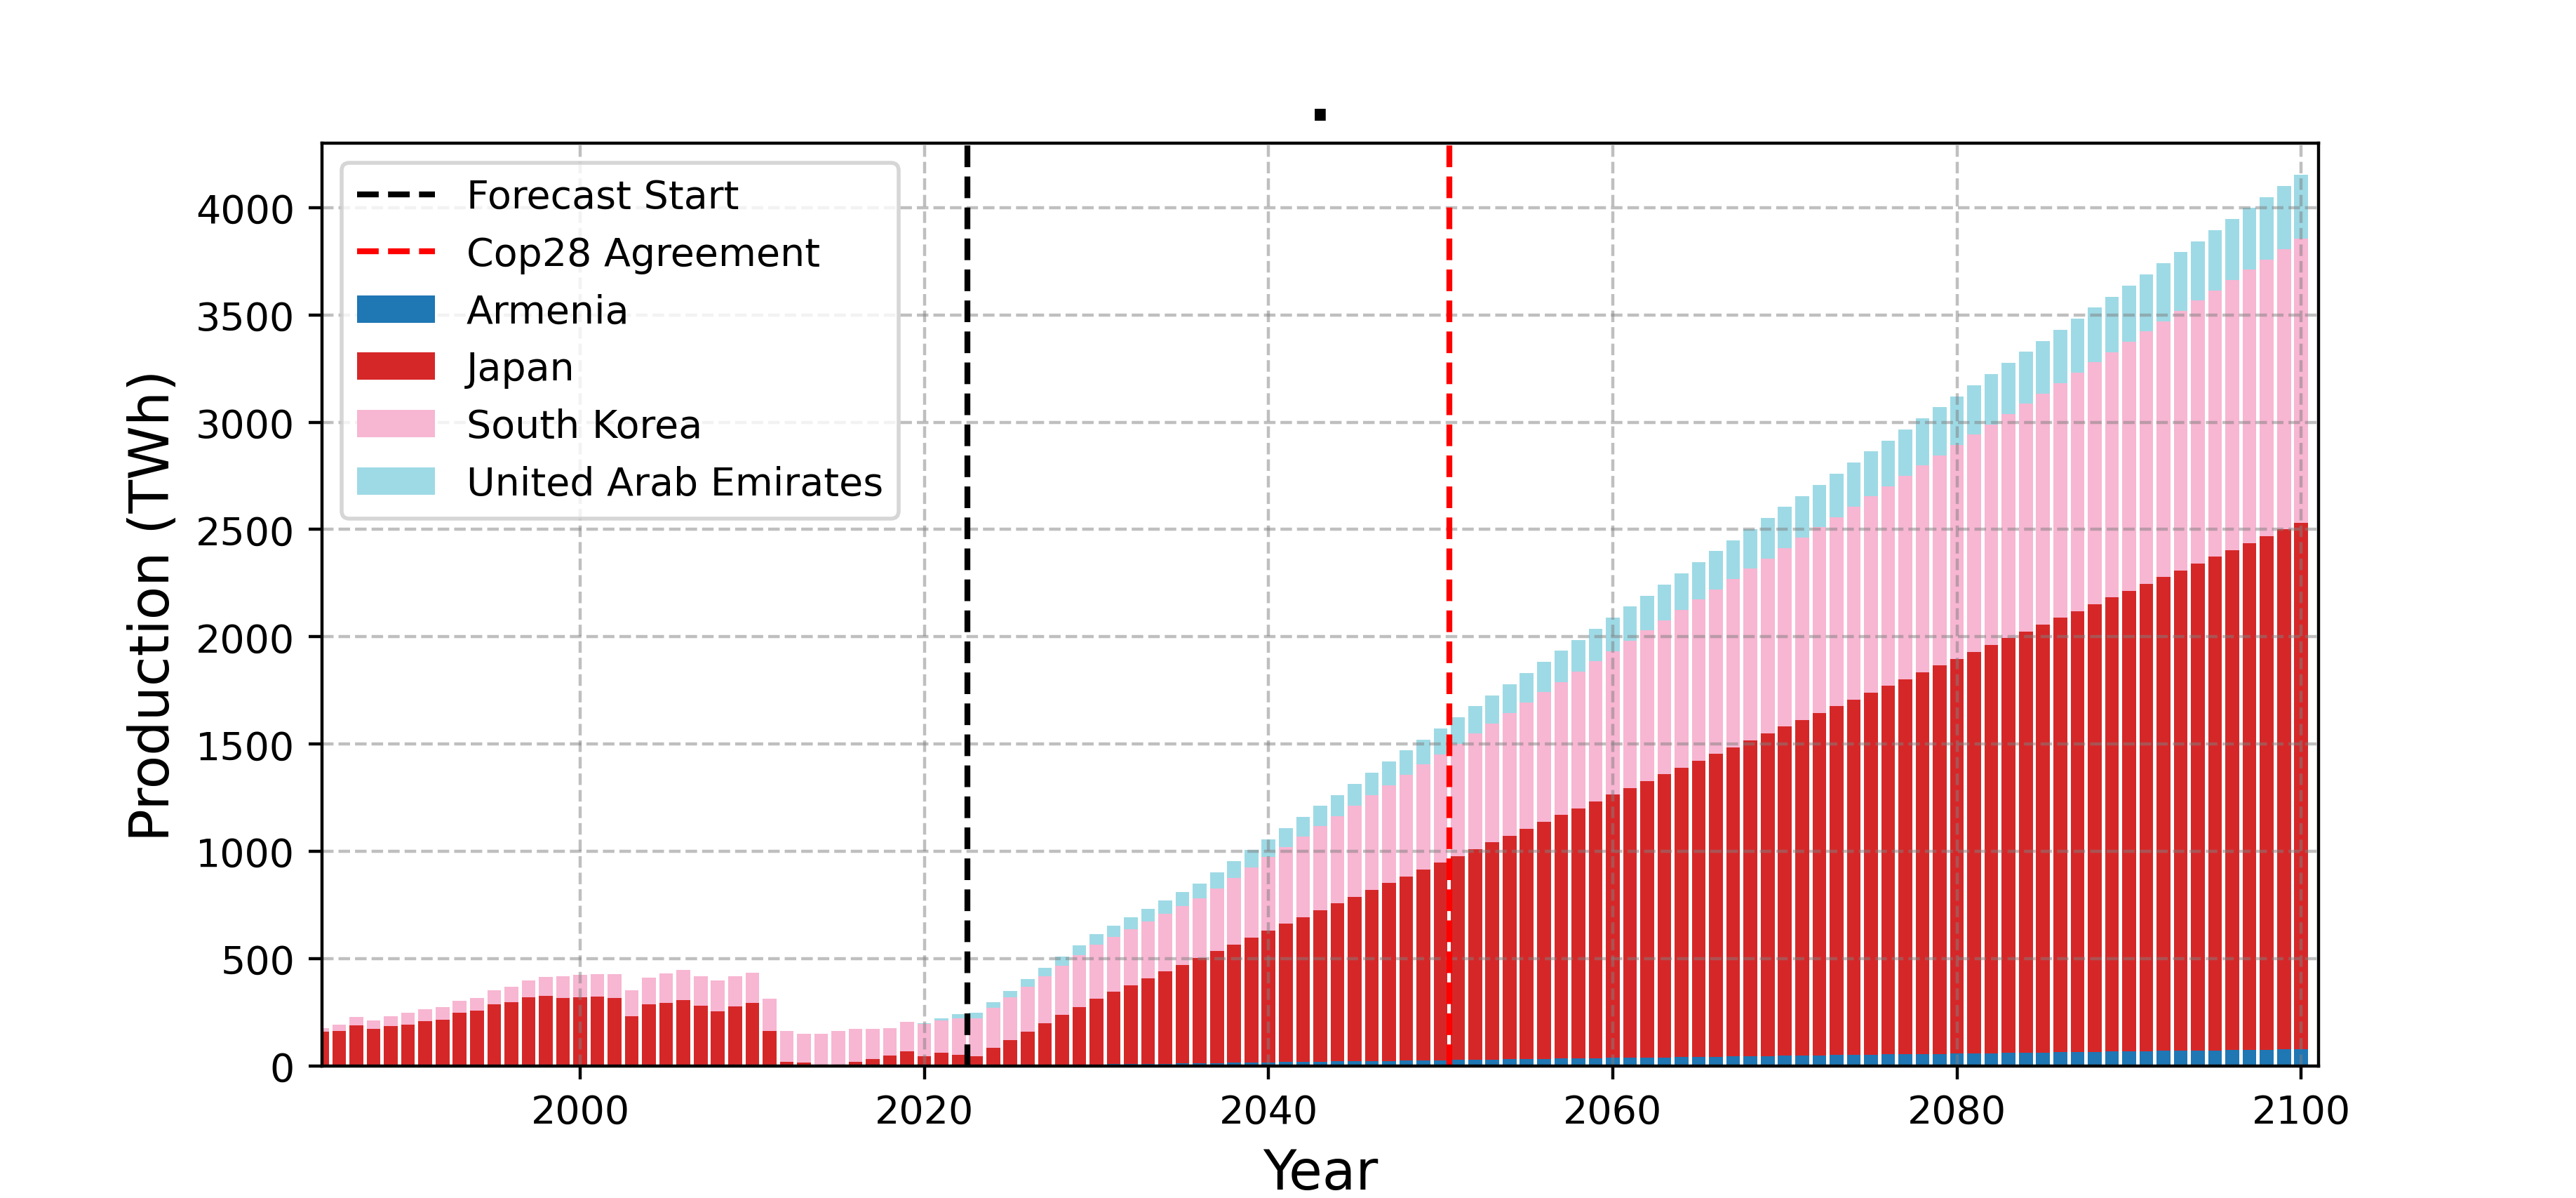 .
Forecast Start
Cop28 Agreement
Armenia
Japan
South Korea
United Arab Emirates
Production (TWh)
4000
3500
3000
2500
2000
1500
1000
500
0
2000 2020 2040 2060 2080 2100
Year